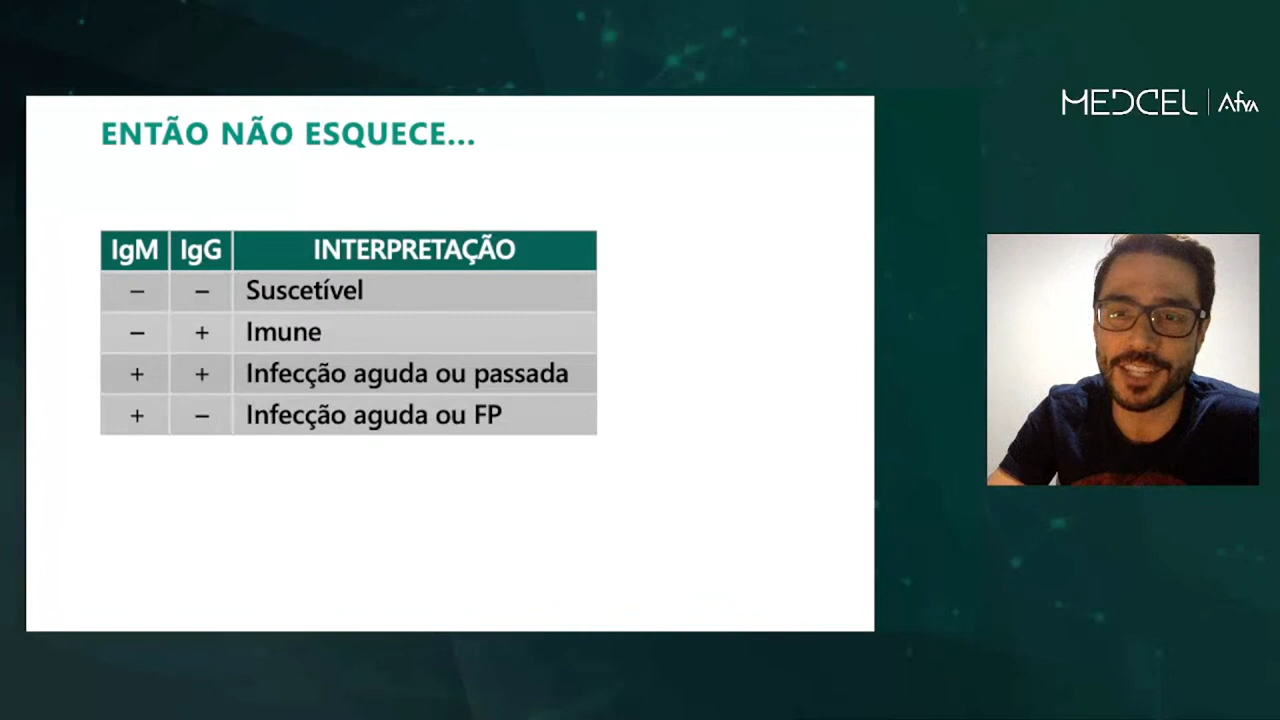 MEDCEL | Afya
ENTÃO NÃO ESQUECE...
IgM IgG INTERPRETAÇÃO
– – Suscetível
– + Imune
+ + Infecção aguda ou passada
+ – Infecção aguda ou FP